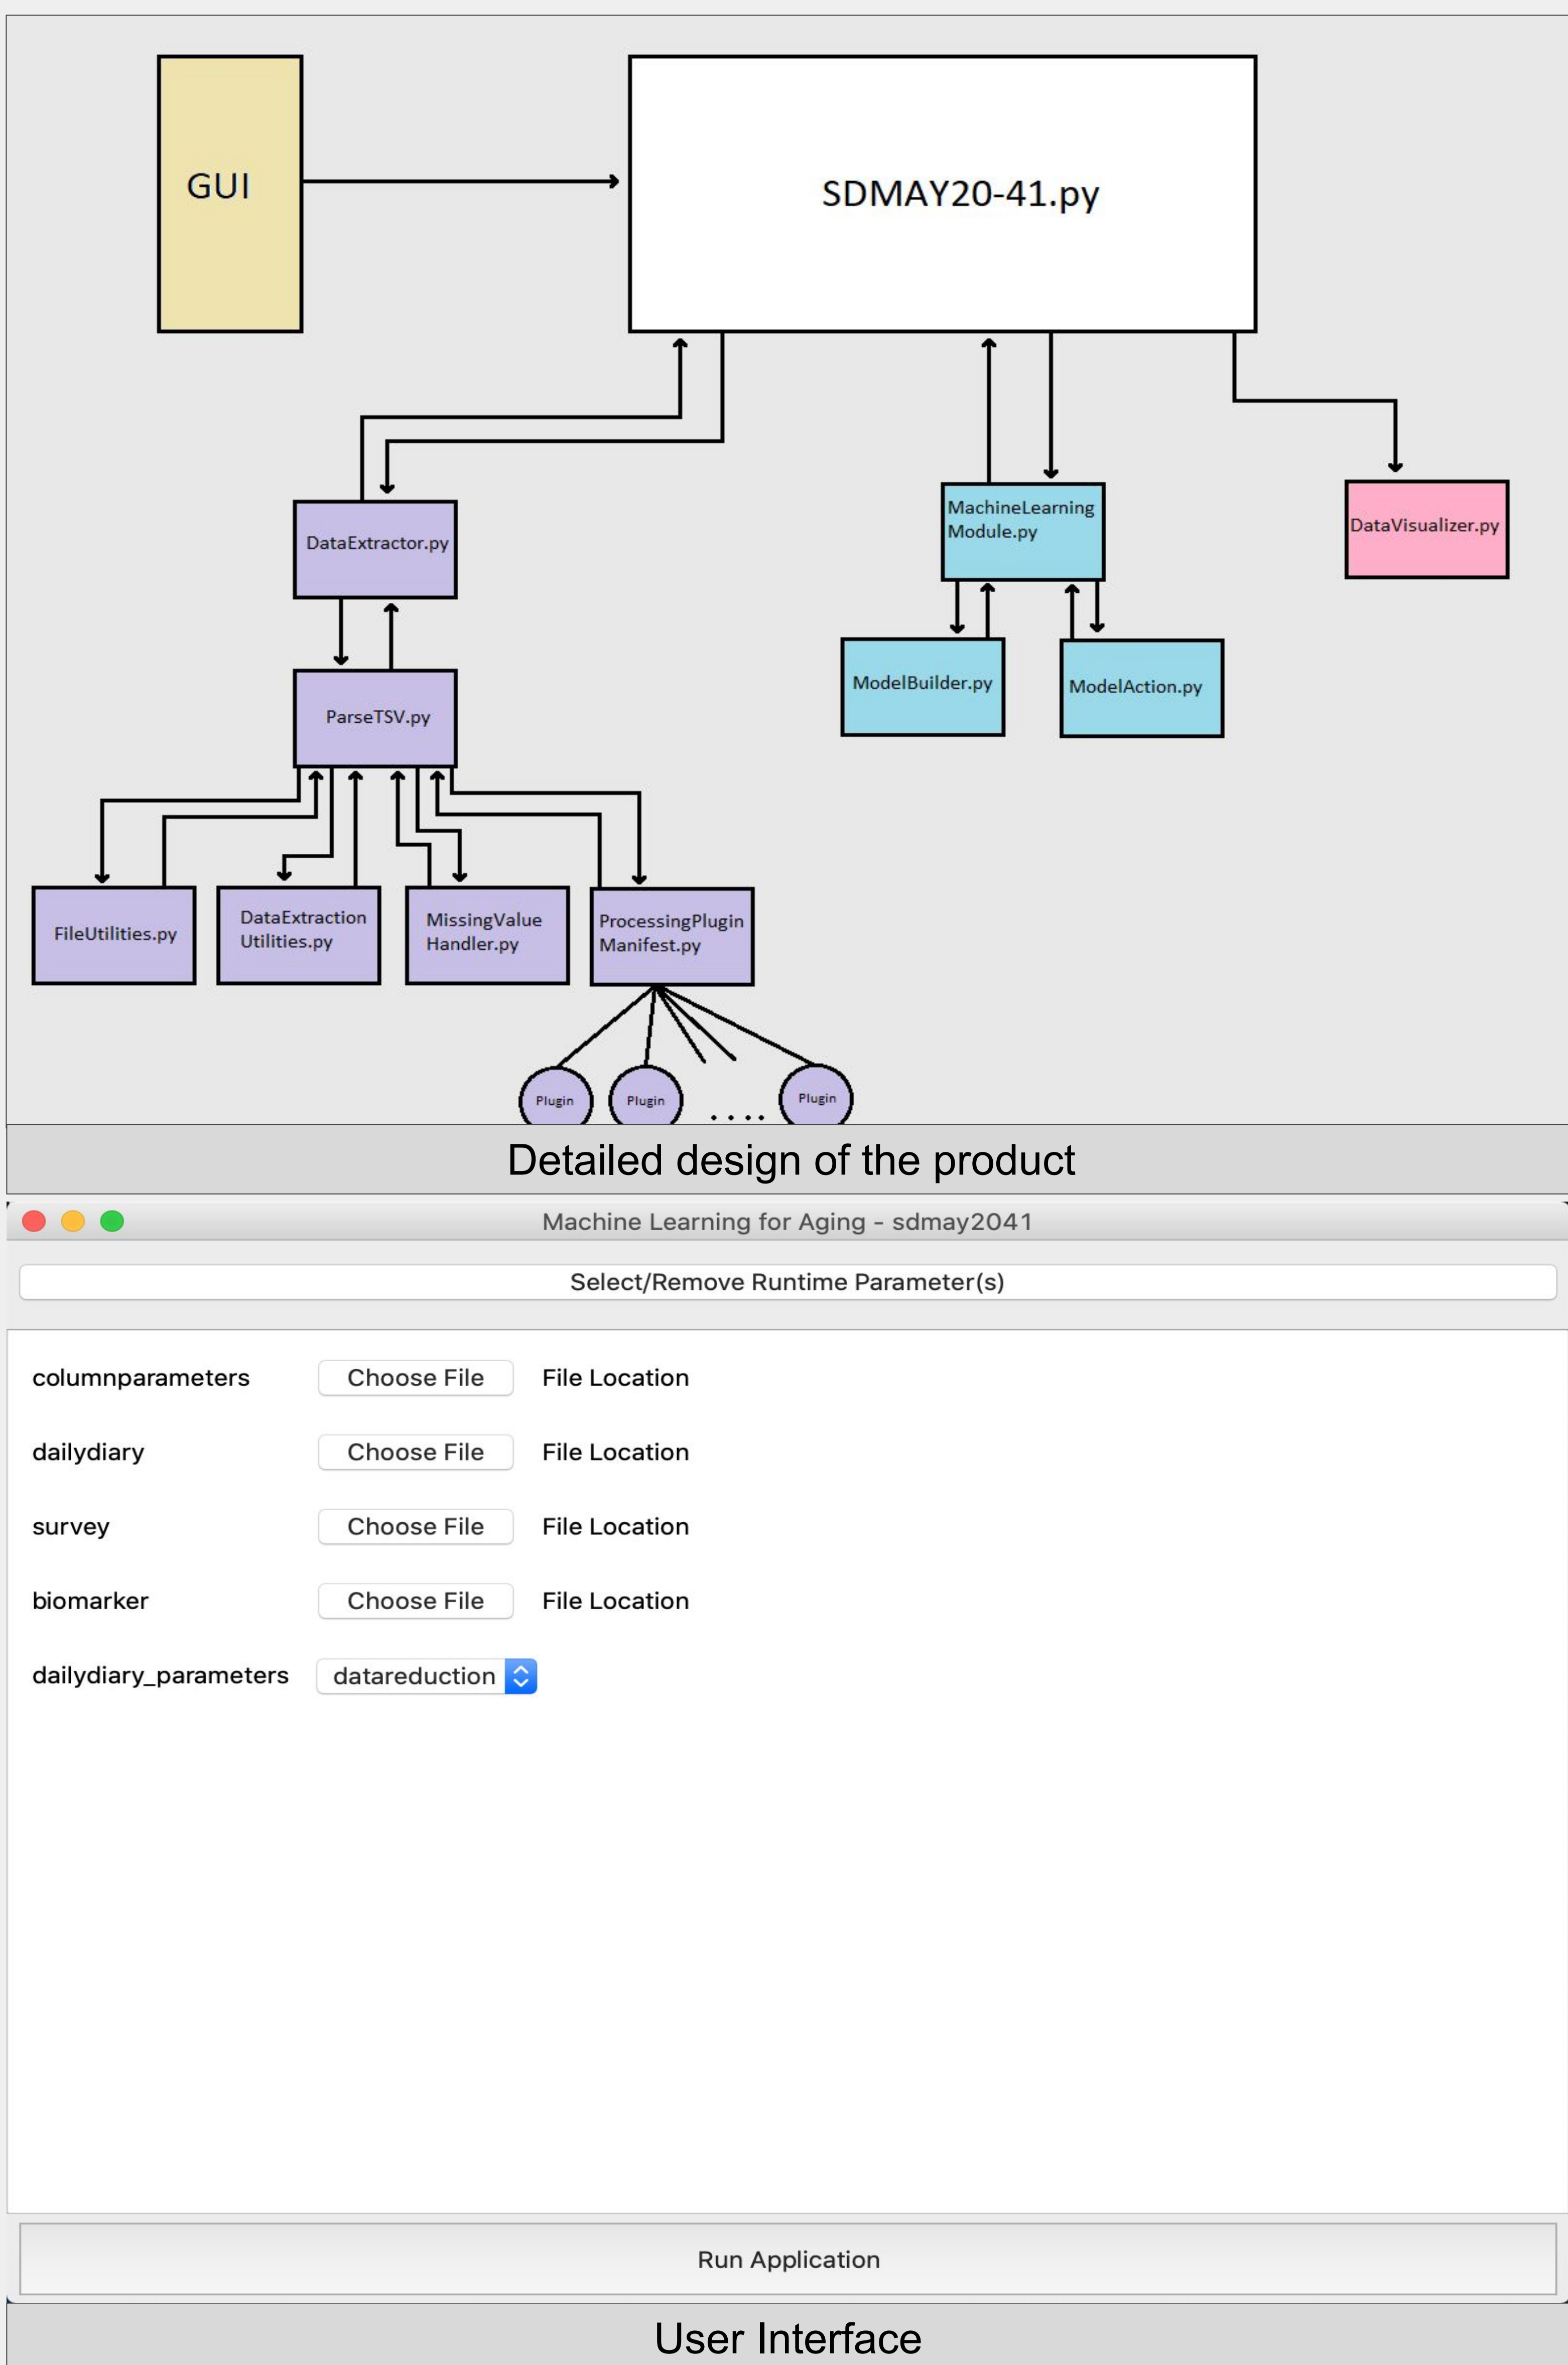 GUI
SDMAY20-41.py
DataExtractor.py
MachineLearning
Module.py
DataVisualizer.py
ParseTSV.py
ModelBuilder.py
ModelAction.py
FileUtilities.py
DataExtraction
Utilities.py
MissingValue
Handler.py
ProcessingPlugin
Manifest.py
Plugin
Plugin
. . . .
Plugin
Detailed design of the product
Machine Learning for Aging - sdmay2041
Select/Remove Runtime Parameter(s)
columnparameters Choose File File Location
dailydiary Choose File File Location
survey Choose File File Location
biomarker Choose File File Location
dailydiary_parameters datareduction
Run Application
User Interface